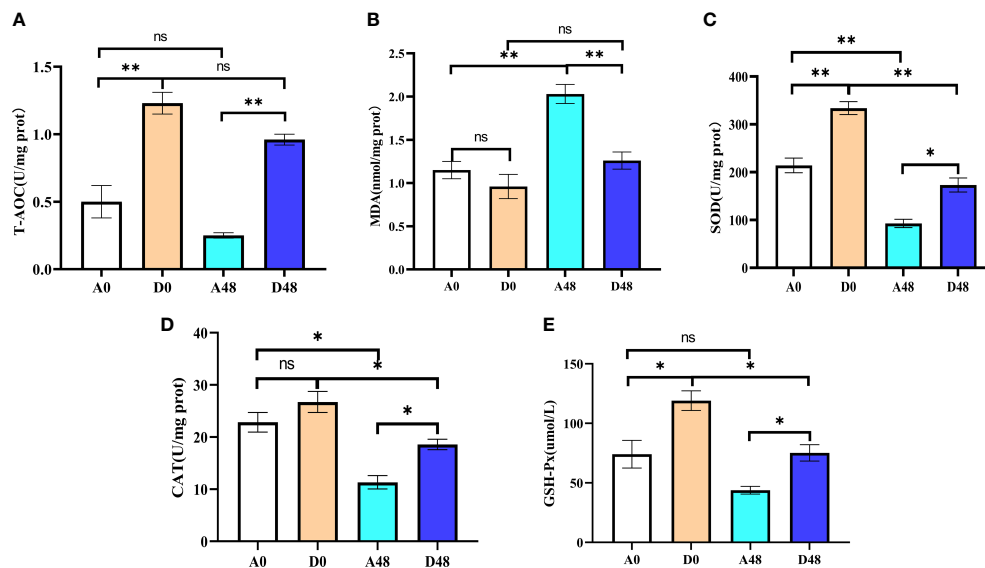 A
ns
**
ns
**
T-AOC(U/mg prot)
1.5
1.0
0.5
0.0
A0 D0 A48 D48
B
ns
**
**
ns
MDA(nmol/mg prot)
2.5
2.0
1.5
1.0
0.5
0.0
A0 D0 A48 D48
C
**
**
**
*
SOD(U/mg prot)
400
300
200
100
0
A0 D0 A48 D48
D
*
ns
*
*
CAT(U/mg prot)
40
30
20
10
0
A0 D0 A48 D48
E
ns
*
*
*
GSH-Px(umol/L)
150
100
50
0
A0 D0 A48 D48